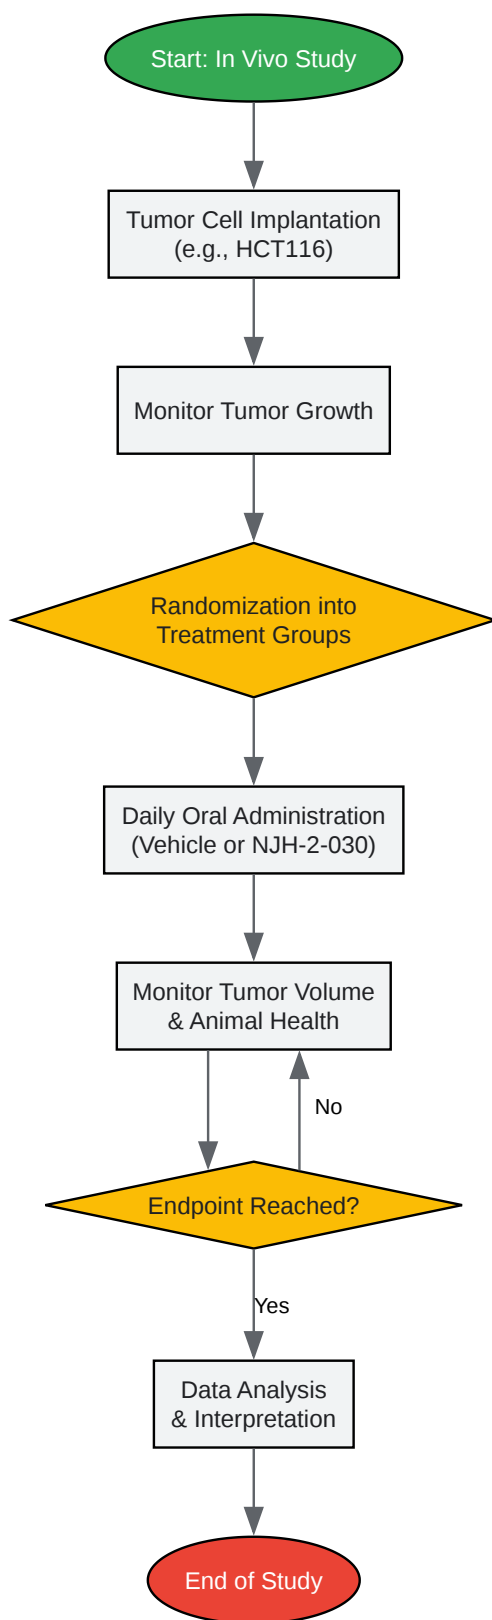 Start: In Vivo Study
Tumor Cell Implantation
(e.g., HCT116)
Monitor Tumor Growth
Randomization into
Treatment Groups
Daily Oral Administration
(Vehicle or NJH-2-030)
Monitor Tumor Volume
& Animal Health
No
Endpoint Reached?
Yes
Data Analysis
& Interpretation
End of Study